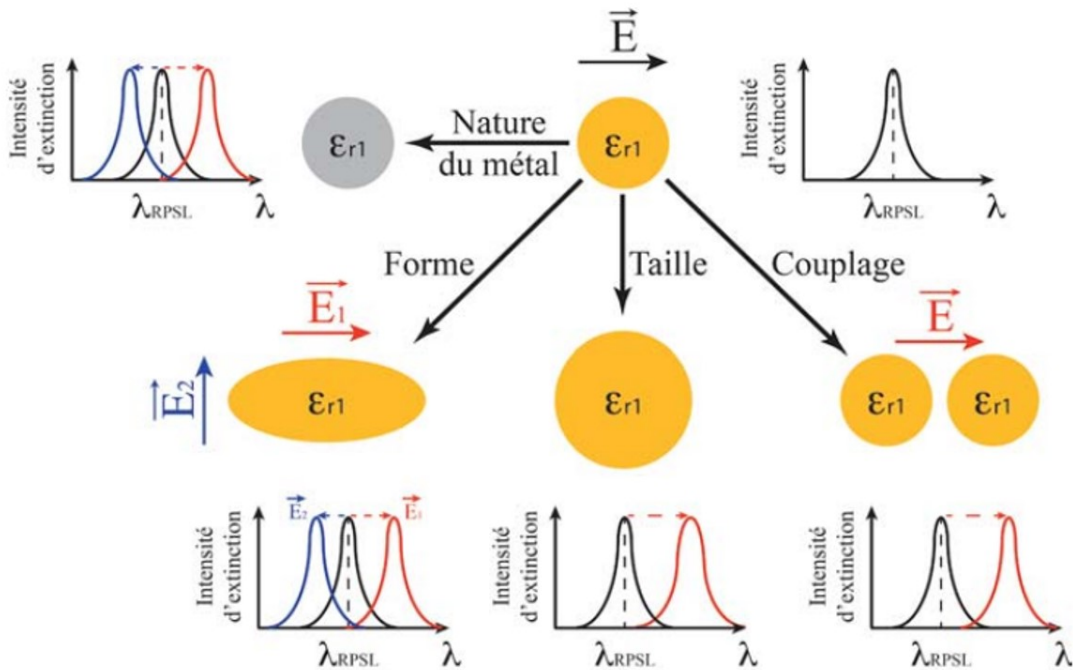 E
Intensité
d'extinction
λRPSL
λ
εr1
Nature
du métal
εr1
Intensité
d'extinction
λRPSL
λ
Forme
Taille
Couplage
E1
E2
εr1
εr1
E
εr1
εr1
Intensité
d'extinction
E2
E1
λRPSL
λ
Intensité
d'extinction
λRPSL
λ
Intensité
d'extinction
λRPSL
λ